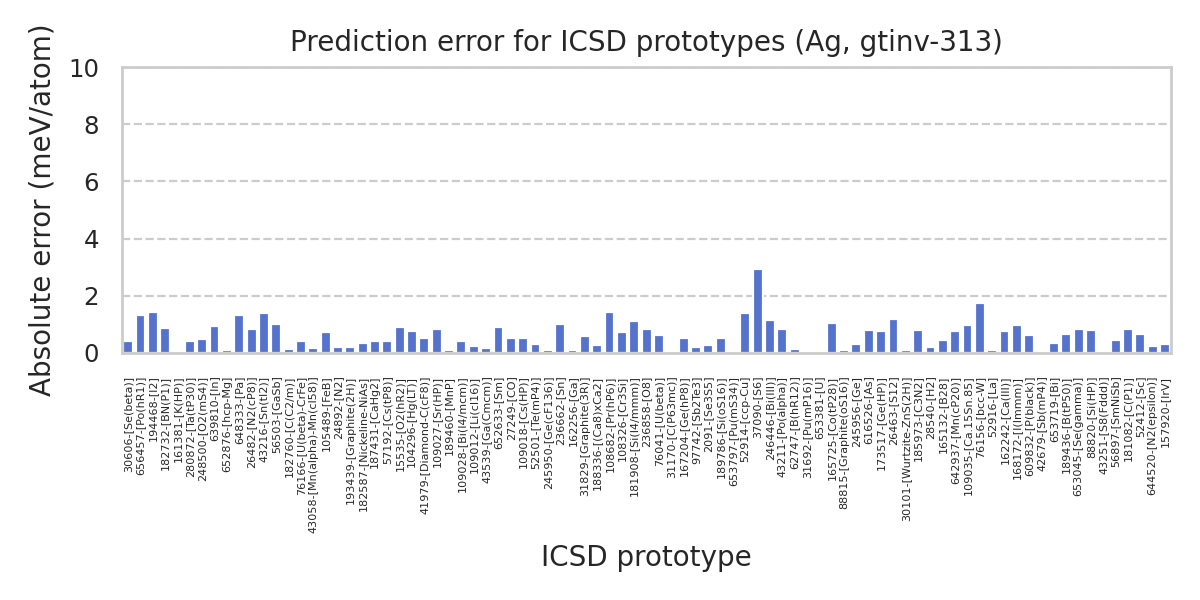 Prediction error for ICSD prototypes (Ag, gtinv-313)
Absolute error (meV/atom)
10
8
6
4
2
0
30606-[Se(beta)]
656457-[Po(hR1)]
194468-[I2]
182732-[BN(P1)]
161381-[K(HP)]
280872-[Ta(tP30)]
248500-[O2(mS4)]
639810-[In]
652876-[hcp-Mg]
644833-[Pa]
26482-[N2(cP8)]
43216-[Sn(tI2)]
56503-[GaSb]
182760-[C(C2/m)]
76166-[U(beta)-CrFe]
43058-[Mn(alpha)-Mn(cI58)]
105489-[FeB]
24892-[N2]
193439-[Graphite(2H)]
182587-[Nickeline-NiAs]
187431-[CaHg2]
57192-[Cs(tP8)]
15535-[O2(hR2)]
104296-[Hg(LT)]
41979-[Diamond-C(cF8)]
109027-[Sr(HP)]
189460-[MnP]
109028-[Bi(I4/mcm)]
109012-[Li(cI16)]
43539-[Ga(Cmcm)]
652633-[Sm]
27249-[CO]
109018-[Cs(HP)]
52501-[Te(mP4)]
245950-[Ge(cF136)]
236662-[Sn]
162256-[Ga]
31829-[Graphite(3R)]
188336-[(Ca8)xCa2]
108682-[Pr(hP6)]
108326-[Cr3Si]
181908-[Si(I4/mmm)]
236858-[O8]
76041-[U(beta)]
31170-[C(P63mc)]
167204-[Ge(hP8)]
97742-[Sb2Te3]
2091-[Se3S5]
189786-[Si(oS16)]
653797-[Pu(mS34)]
52914-[ccp-Cu]
37090-[S6]
246446-[Bi(III)]
43211-[Po(alpha)]
62747-[B(hR12)]
31692-[Pu(mP16)]
653381-[U]
165725-[Co(tP28)]
88815-[Graphite(oS16)]
245956-[Ge]
616526-[As]
173517-[Ge(HP)]
26463-[S12]
30101-[Wurtzite-ZnS(2H)]
185973-[C3N2]
28540-[H2]
165132-[B28]
642937-[Mn(cP20)]
109035-[Ca.15Sn.85]
76156-[bcc-W]
52916-[La]
162242-[Ca(III)]
168172-[I(Immm)]
609832-[P(black)]
42679-[Sb(mP4)]
653719-[Bi]
189436-[B(tP50)]
653045-[Se(gamma)]
88820-[Si(HP)]
43251-[S8(Fddd)]
56897-[SmNiSb]
181082-[C(P1)]
52412-[Sc]
644520-[N2(epsilon)]
157920-[IrV]
ICSD prototype